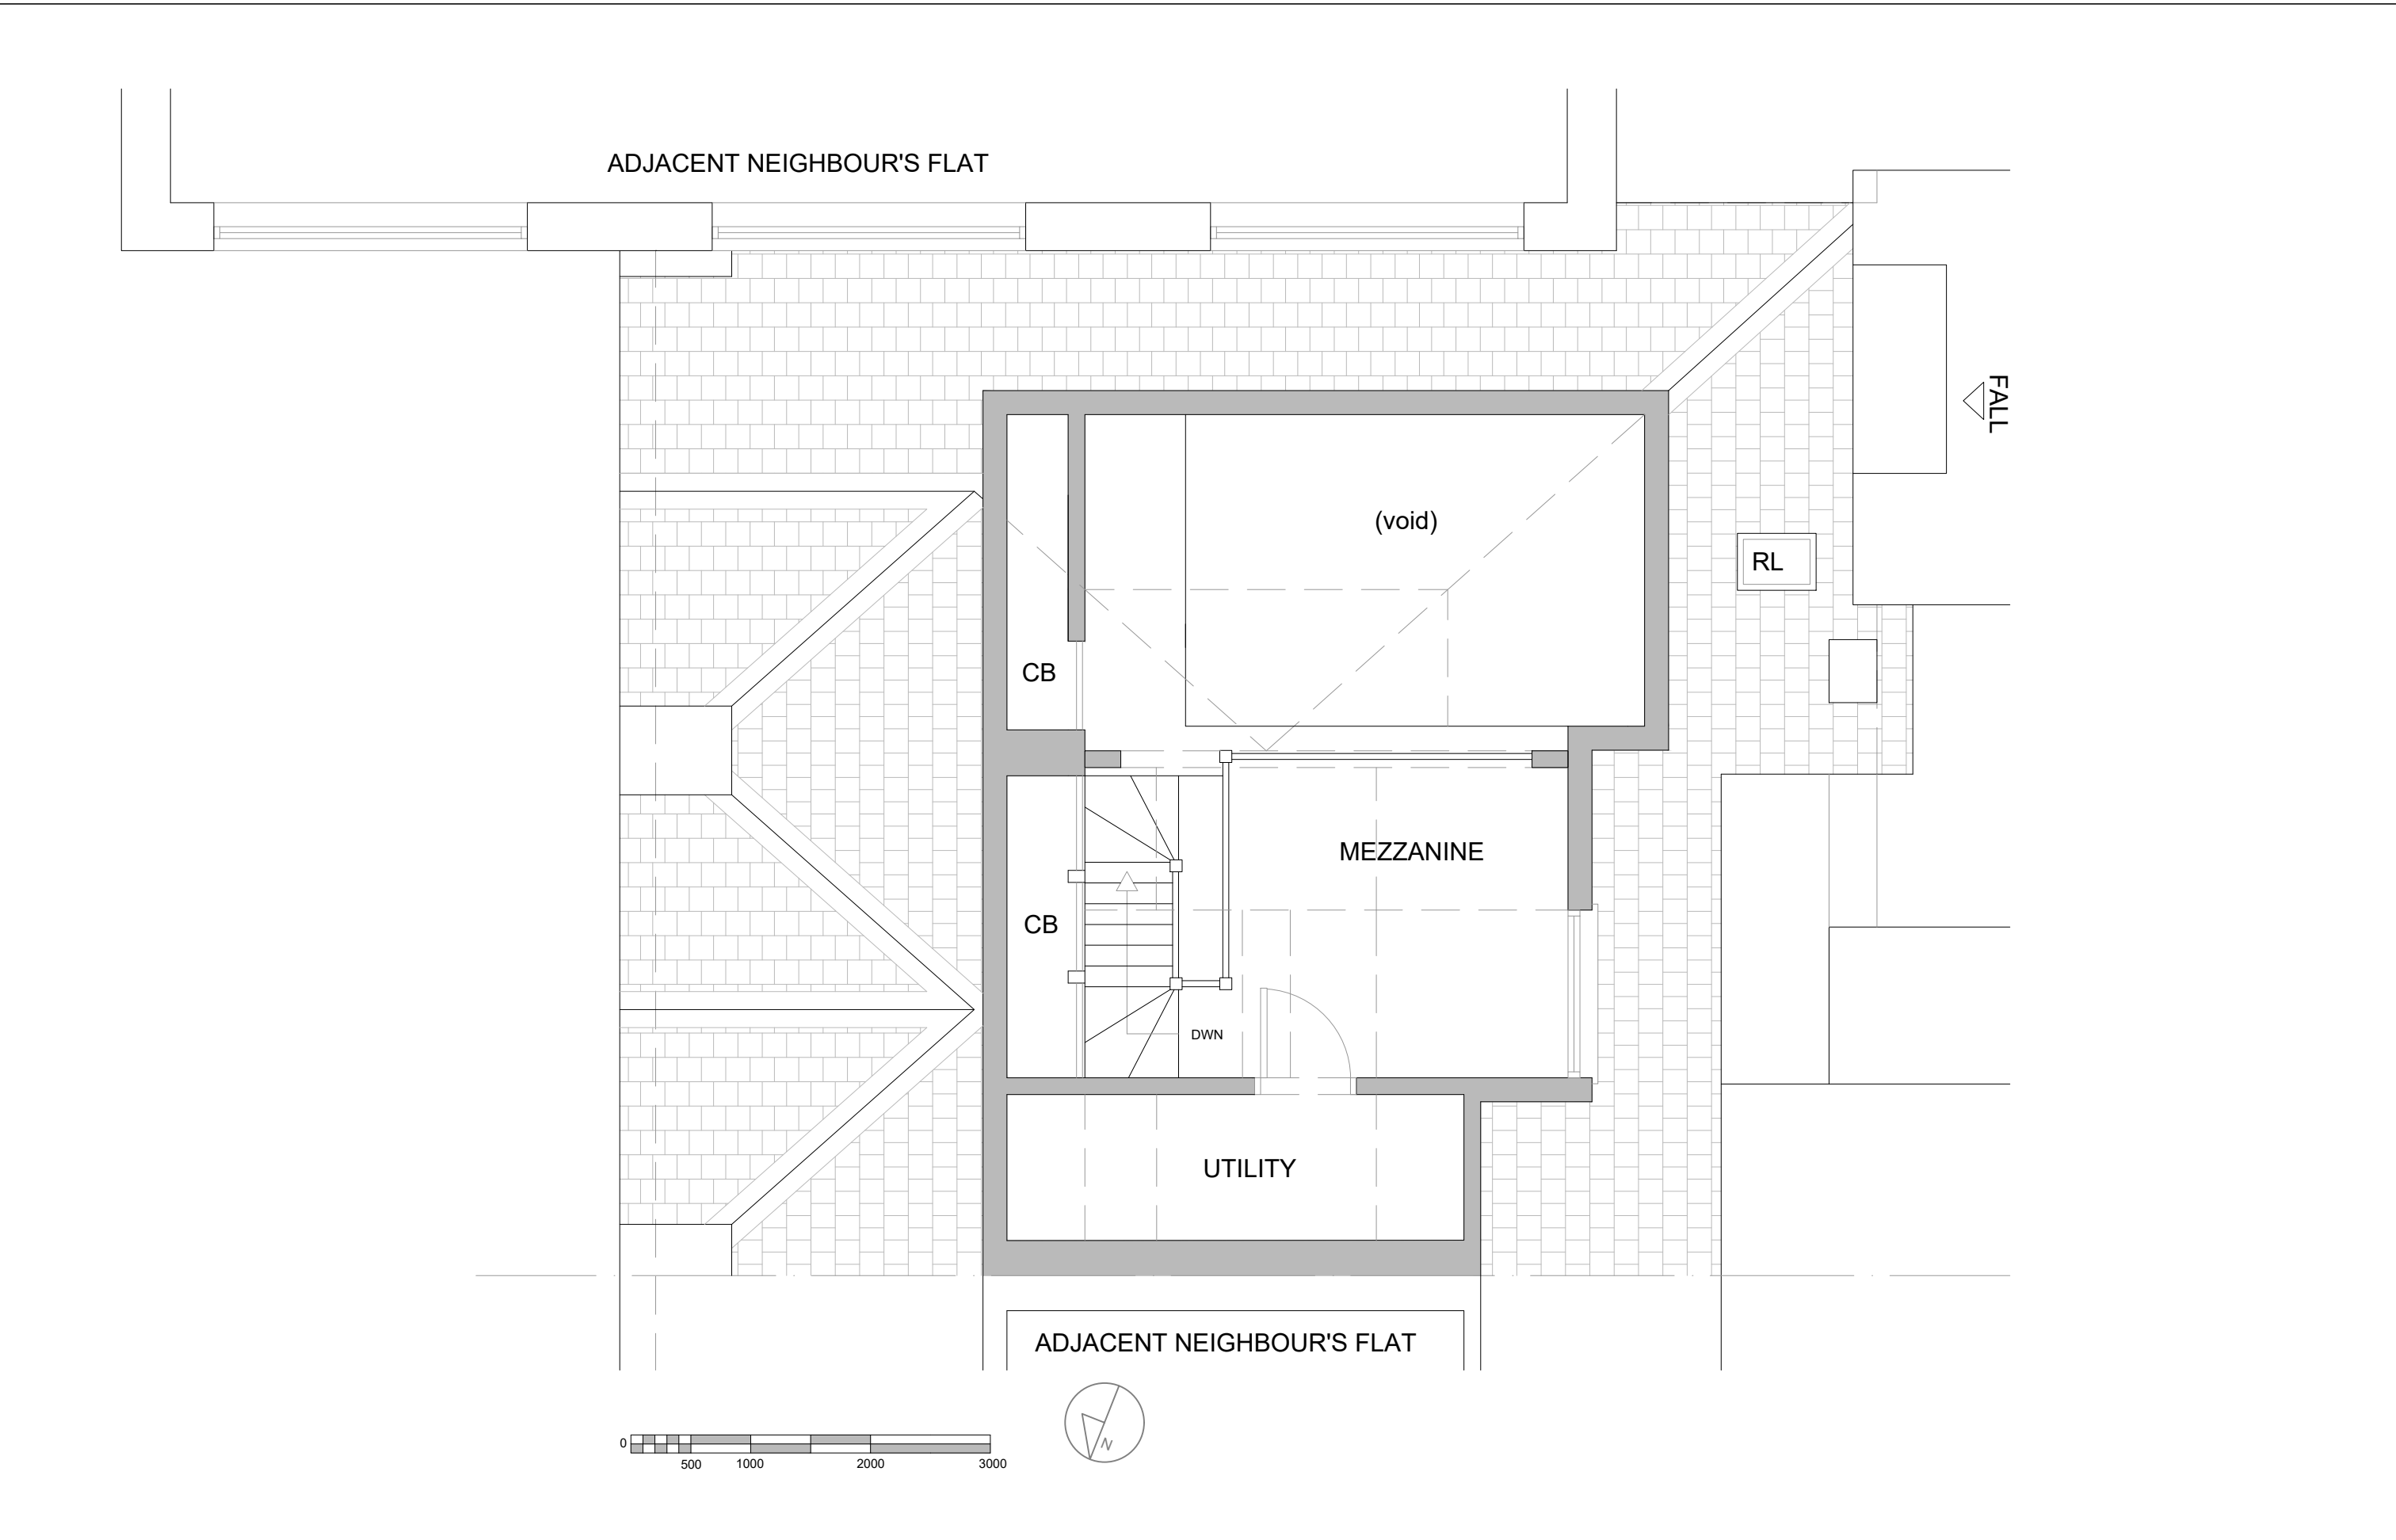 ADJACENT NEIGHBOUR'S FLAT
FALL
(void)
RL
CB
MEZZANINE
CB
DWN
UTILITY
ADJACENT NEIGHBOUR'S FLAT
N
0
500 1000 2000 3000